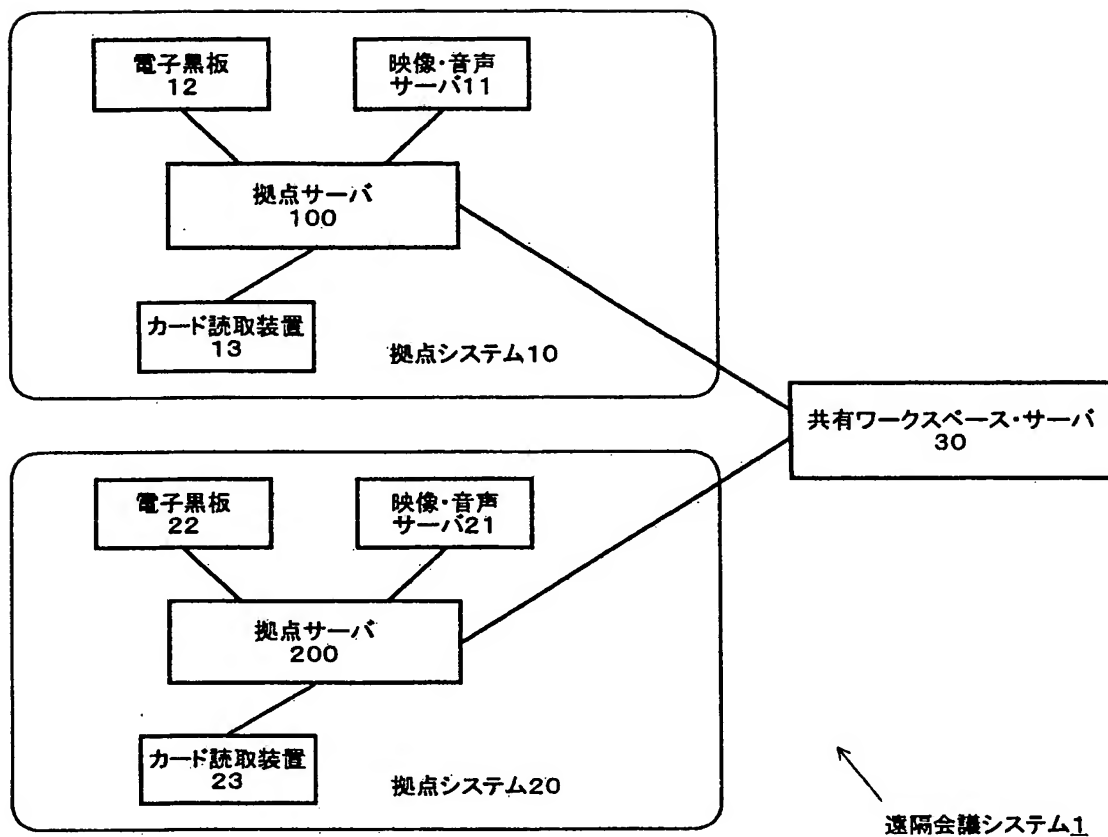 電子黒板
12
映像・音声
サーバ11
拠点サーバ
100
カード読取装置
13
拠点システム10
共有ワークスペース・サーバ
30
電子黒板
22
映像・音声
サーバ21
拠点サーバ
200
カード読取装置
23
拠点システム20
遠隔会議システム1